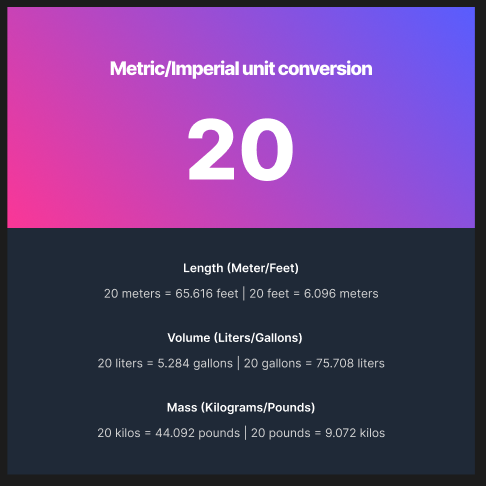 Metric/Imperial unit conversion
20
Length (Meter/Feet)
20 meters = 65.616 feet | 20 feet = 6.096 meters
Volume (Liters/Gallons)
20 liters = 5.284 gallons | 20 gallons = 75.708 liters
Mass (Kilograms/Pounds)
20 kilos = 44.092 pounds | 20 pounds = 9.072 kilos